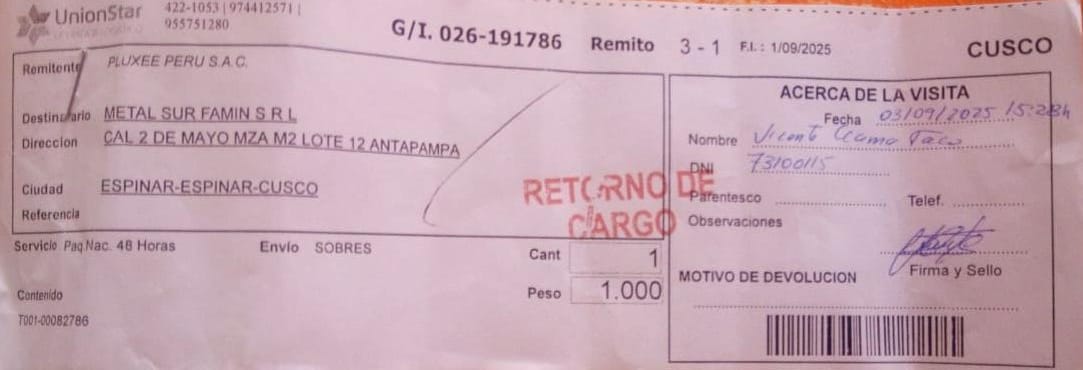 UnionStar
422-1053 | 974412571 |
955751280
G/I. 026-191786 Remito 3 - 1 F.I.: 1/09/2025 CUSCO
Remitente PLUXEE PERU S.A.C.
Destinatario METAL SUR FAMIN S R L
Direccion CAL 2 DE MAYO MZA M2 LOTE 12 ANTAPAMPA
Ciudad ESPINAR-ESPINAR-CUSCO
Referencia
Servicio Paq.Nac. 48 Horas Envío SOBRES
Cant 1
Peso 1.000
Contenido
T001-00082786
RETORNO DE
CARGO
ACERCA DE LA VISITA
Fecha 03/09/2025 15:28h
Nombre Vicente
DNI 73100115
Parentesco Telef.
Observaciones
Firma y Sello
MOTIVO DE DEVOLUCION